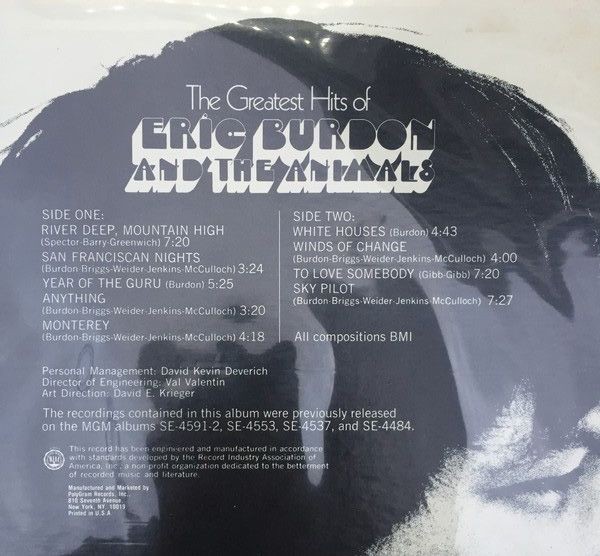 The Greatest Hits of
ERIC BURDON
AND THE ANIMALS
SIDE ONE:
RIVER DEEP, MOUNTAIN HIGH
(Spector-Barry-Greenwich) 7:20
SAN FRANCISCAN NIGHTS
(Burdon-Briggs-Weider-Jenkins-McCulloch) 3:24
YEAR OF THE GURU (Burdon) 5:25
ANYTHING
(Burdon-Briggs-Weider-Jenkins-McCulloch) 3:20
MONTEREY
(Burdon-Briggs-Weider-Jenkins-McCulloch) 4:18
SIDE TWO:
WHITE HOUSES (Burdon) 4:43
WINDS OF CHANGE
(Burdon-Briggs-Weider-Jenkins-McCulloch) 4:00
TO LOVE SOMEBODY (Gibb-Gibb) 7:20
SKY PILOT
(Burdon-Briggs-Weider-Jenkins-McCulloch) 7:27
All compositions BMI
Personal Management: David Kevin Deverich
Director of Engineering: Val Valentin
Art Direction: David E. Krieger
The recordings contained in this album were previously released
on the MGM albums SE-4591-2, SE-4553, SE-4537, and SE-4484.
This record has been engineered and manufactured in accordance
with standards developed by the Record Industry Association of
America, Inc., a non-profit organization dedicated to the betterment
of recorded music and literature.
Manufactured and Marketed by
PolyGram Records, Inc.,
810 Seventh Avenue,
New York, NY. 10019
Printed in U.S.A